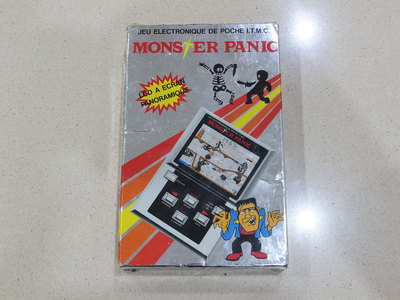 JEU ELECTRONIQUE DE POCHE I.T.M.C.
MONSTER PANIC
LCD A ECRAN
PANORAMIQUE
MONSTER PANIC